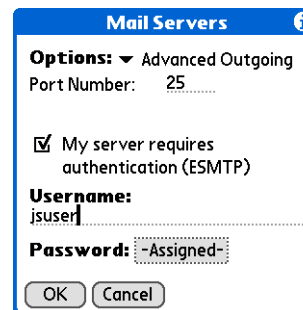 Mail Servers
Options: Advanced Outgoing
Port Number: 25
My server requires
authentication (ESMTP)
Username:
jsuser
Password: -Assigned-
OK Cancel